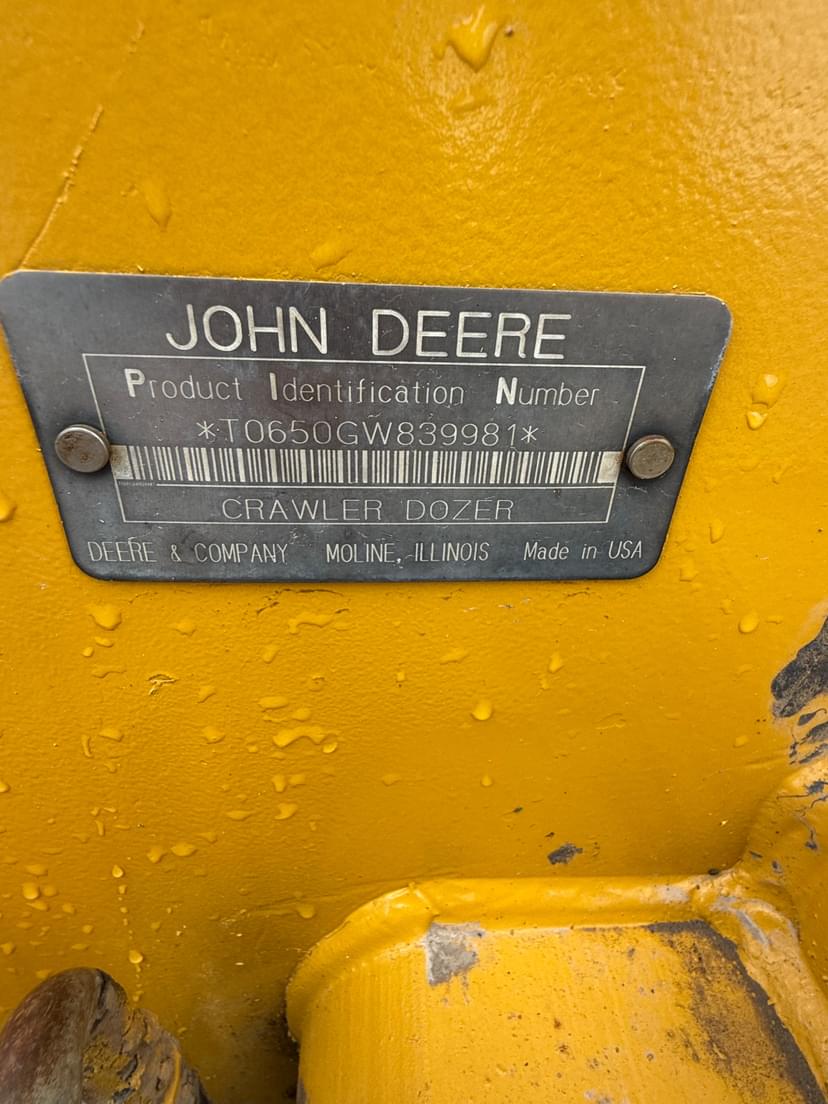 JOHN DEERE
Product Identification Number
*T0650GW839981*
CRAWLER DOZER
DEERE & COMPANY MOLINE, ILLINOIS Made in USA